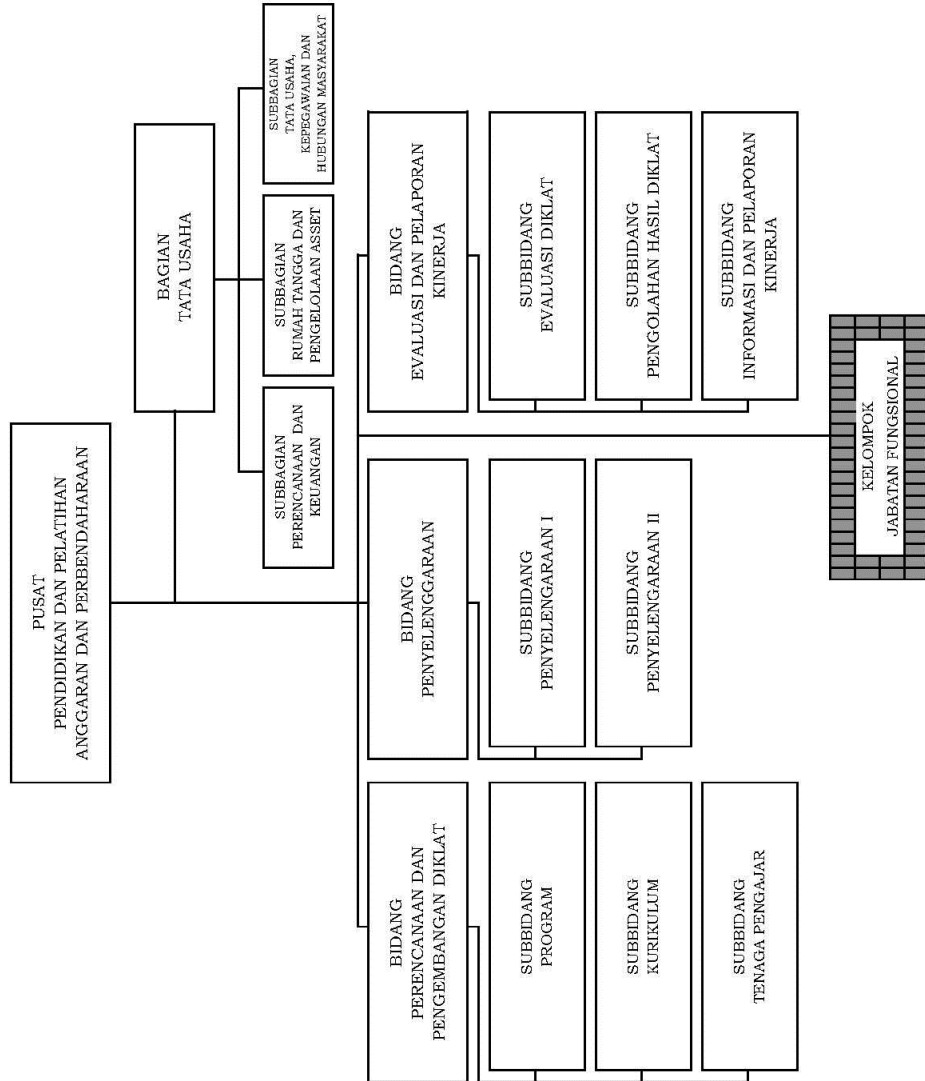 PUSAT
PENDIDIKAN DAN PELATIHAN
ANGGARAN DAN PERBENDAHARAAN
BAGIAN
TATA USAHA
SUBBAGIAN
PERENCANAAN DAN
KEUANGAN
SUBBAGIAN
RUMAH TANGGA DAN
PENGELOLAAN ASSET
SUBBAGIAN
TATA USAHA,
KEPEGAWAIAN DAN
HUBUNGAN MASYARAKAT
BIDANG
PERENCANAAN DAN
PENGEMBANGAN DIKLAT
BIDANG
PENYELENGGARAAN
BIDANG
EVALUASI DAN PELAPORAN
KINERJA
SUBBIDANG
PROGRAM
SUBBIDANG
PENYELENGARAAN I
SUBBIDANG
EVALUASI DIKLAT
SUBBIDANG
KURIKULUM
SUBBIDANG
PENYELENGARAAN II
SUBBIDANG
PENGOLAHAN HASIL DIKLAT
SUBBIDANG
TENAGA PENGAJAR
SUBBIDANG
INFORMASI DAN PELAPORAN
KINERJA
KELOMPOK
JABATAN FUNGSIONAL